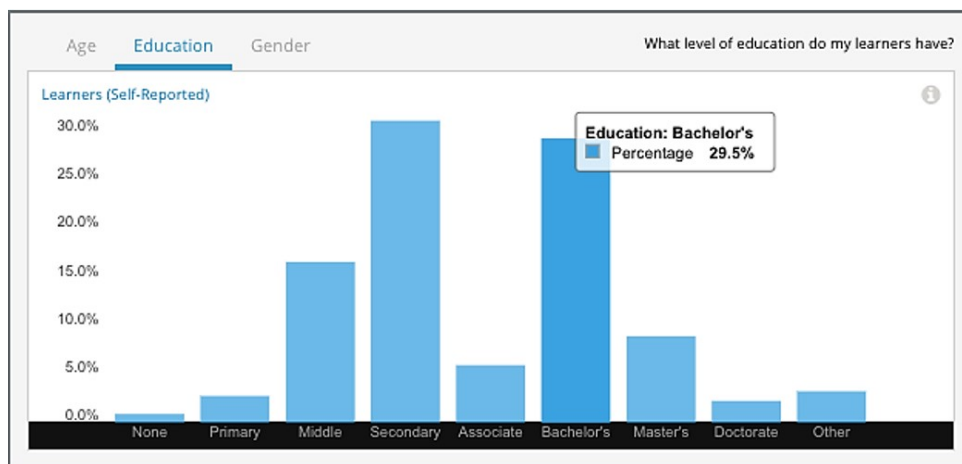 Age Education Gender What level of education do my learners have?
Learners (Self-Reported)
Education: Bachelor's
Percentage 29.5%
30.0%
25.0%
20.0%
15.0%
10.0%
5.0%
0.0%
None Primary Middle Secondary Associate Bachelor's Master's Doctorate Other